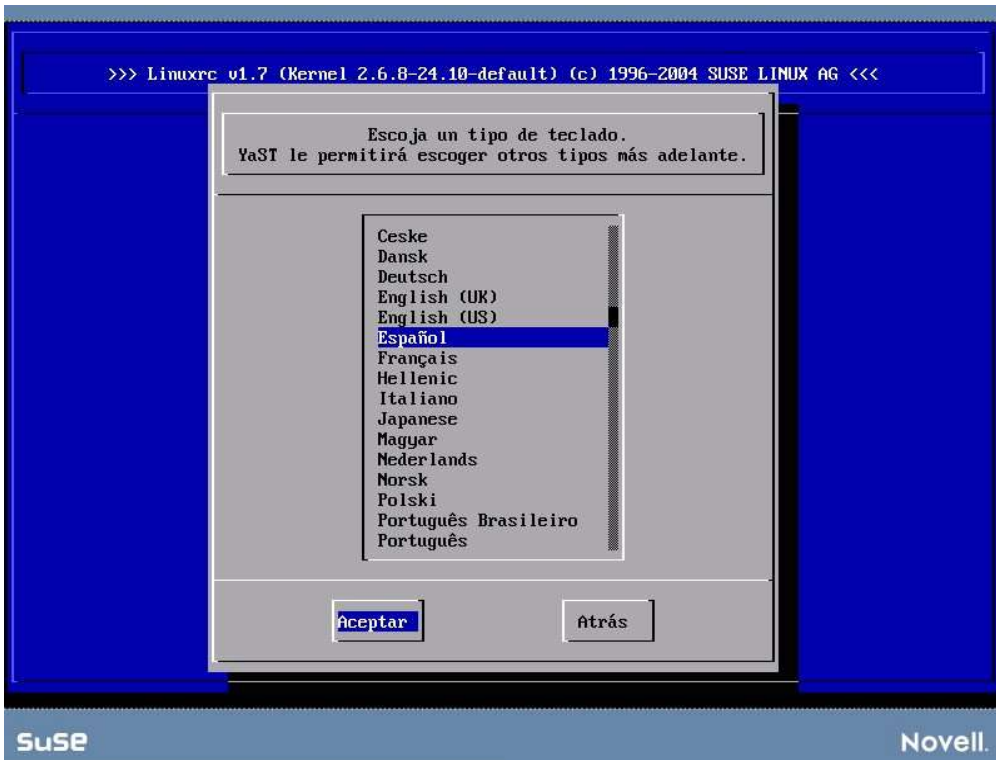 >>> Linuxrc v1.7 (Kernel 2.6.8-24.10-default) (c) 1996-2004 SUSE LINUX AG <<<
Escoja un tipo de teclado.
YaST le permitirá escoger otros tipos más adelante.
Ceske
Dansk
Deutsch
English (UK)
English (US)
Español
Français
Hellenic
Italiano
Japanese
Magyar
Nederlands
Norsk
Polski
Português Brasileiro
Português
Aceptar
Atrás
SuSE
Novell.